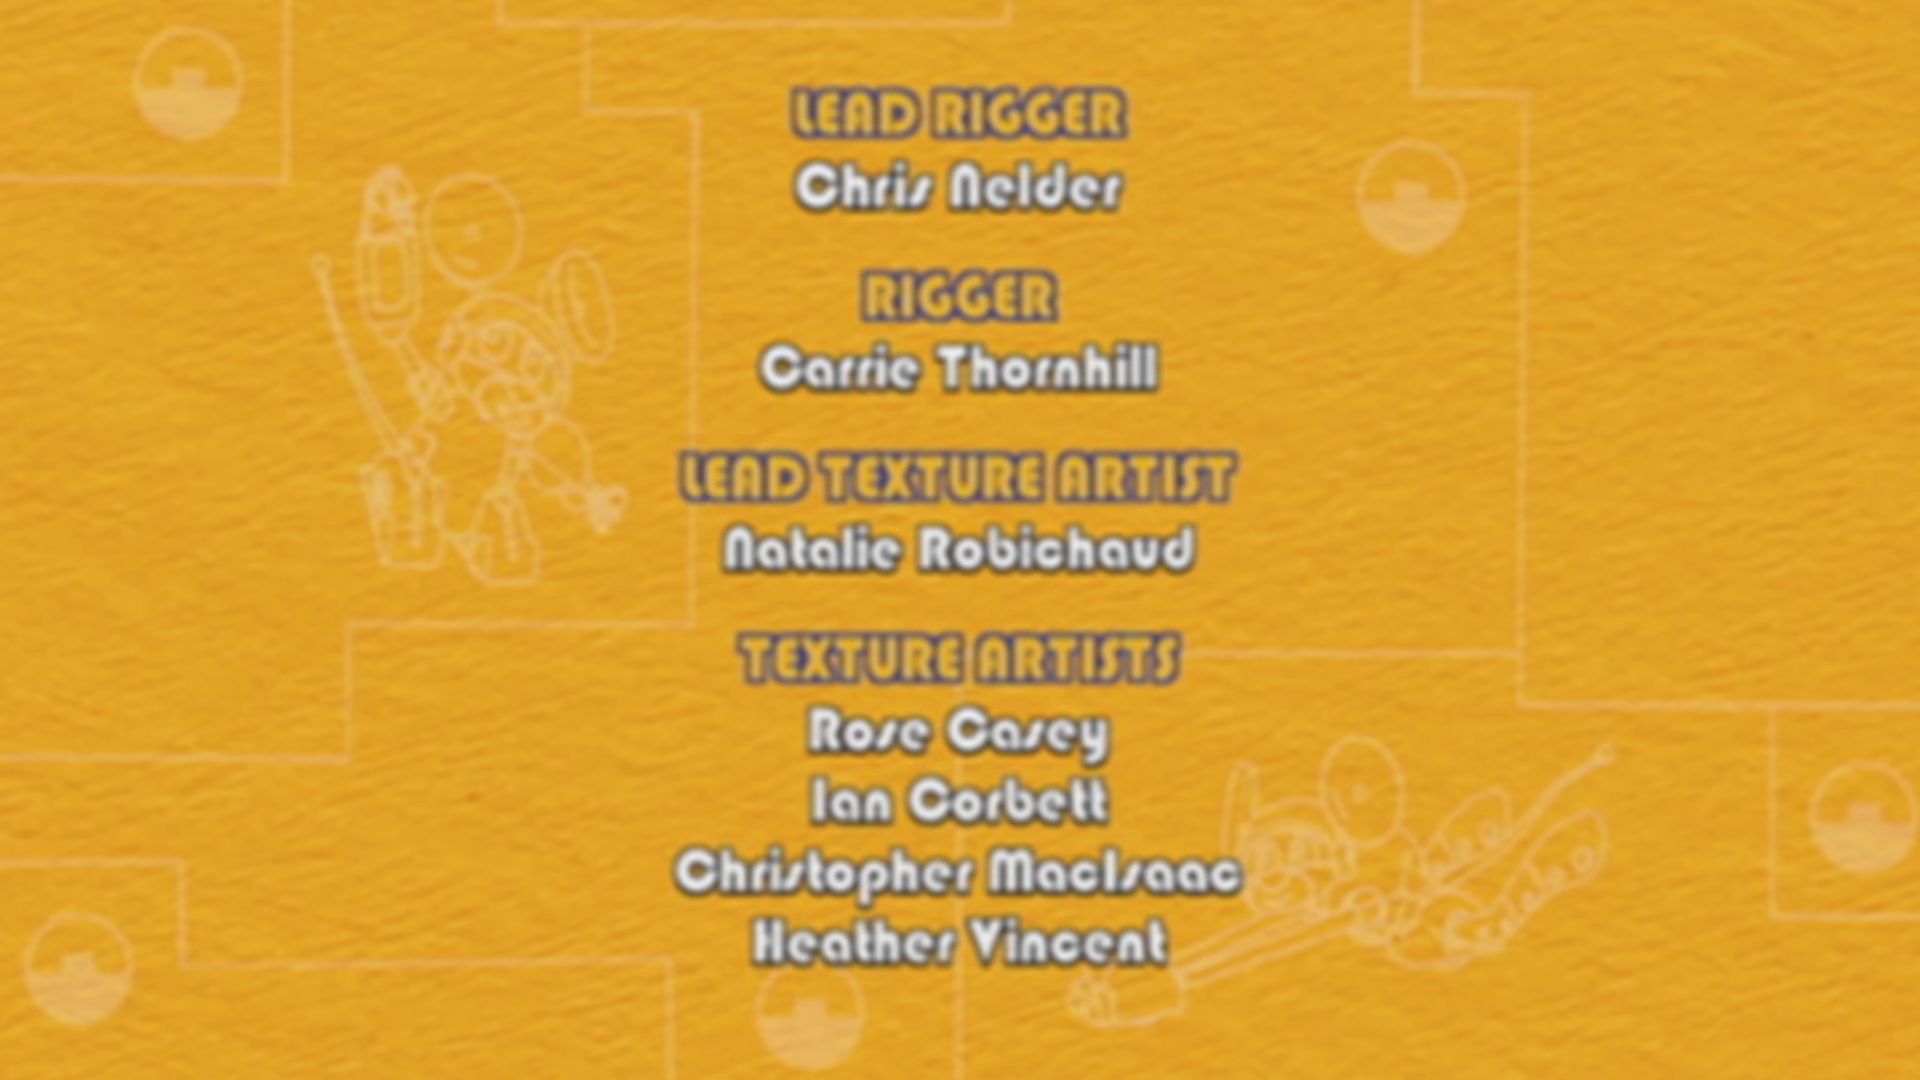 LEAD RIGGER
Chris Nelder
RIGGER
Carrie Thornhill
LEAD TEXTURE ARTIST
Natalie Robichaud
TEXTURE ARTISTS
Rose Casey
Ian Corbett
Christopher MacIsaac
Heather Vincent